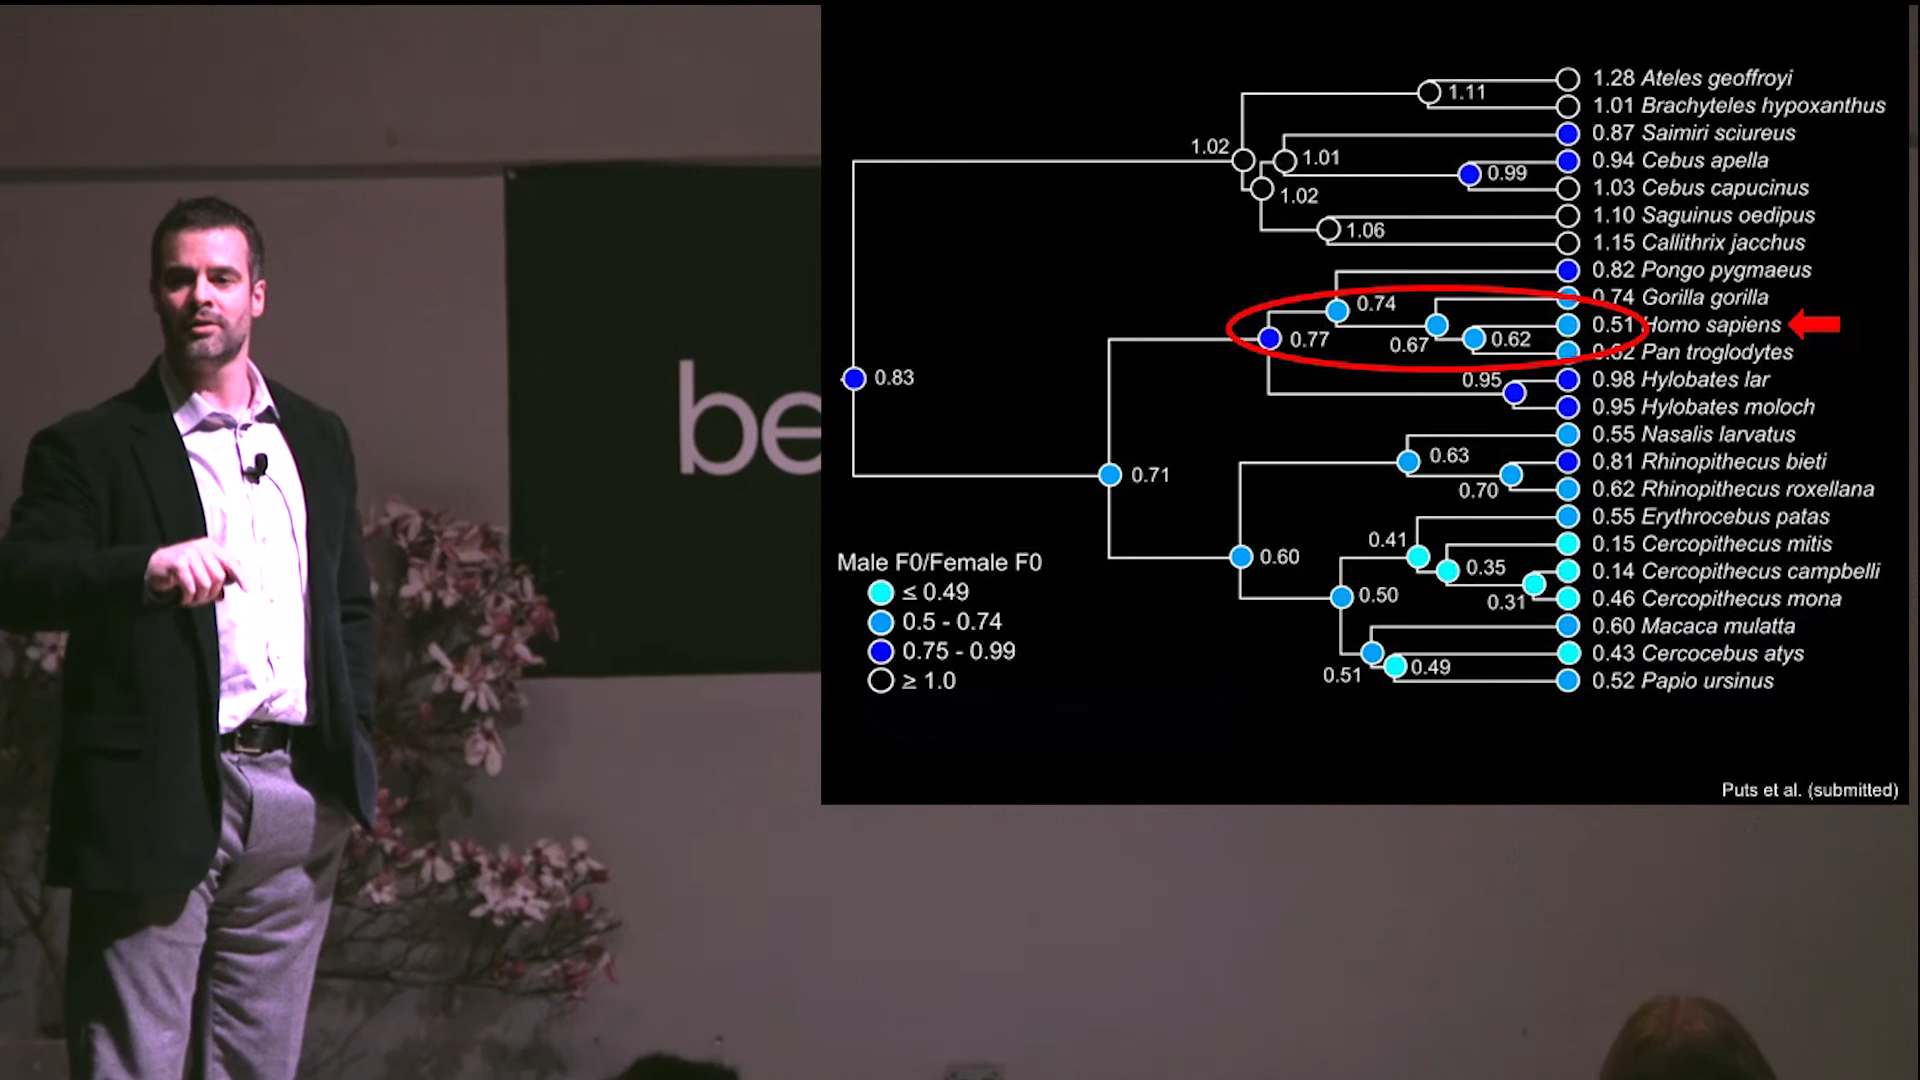 be
1.28 Ateles geoffroyi
1.11
1.01 Brachyteles hypoxanthus
0.87 Saimiri sciureus
1.02
1.01
0.94 Cebus apella
0.99
1.03 Cebus capucinus
1.02
1.10 Saguinus oedipus
1.06
1.15 Callithrix jacchus
0.82 Pongo pygmaeus
0.74 Gorilla gorilla
0.74
0.51 Homo sapiens
0.77
0.67
0.62
Pan troglodytes
0.83
0.95
0.98 Hylobates lar
0.95 Hylobates moloch
0.55 Nasalis larvatus
0.63
0.81 Rhinopithecus bieti
0.71
0.70
0.62 Rhinopithecus roxellana
0.55 Erythrocebus patas
0.41
0.15 Cercopithecus mitis
0.60
0.35
0.14 Cercopithecus campbelli
0.31
0.46 Cercopithecus mona
0.50
0.60 Macaca mulatta
0.43 Cercocebus atys
0.51
0.49
0.52 Papio ursinus
Male F0/Female F0
≤ 0.49
0.5 - 0.74
0.75 - 0.99
≥ 1.0
Puts et al. (submitted)